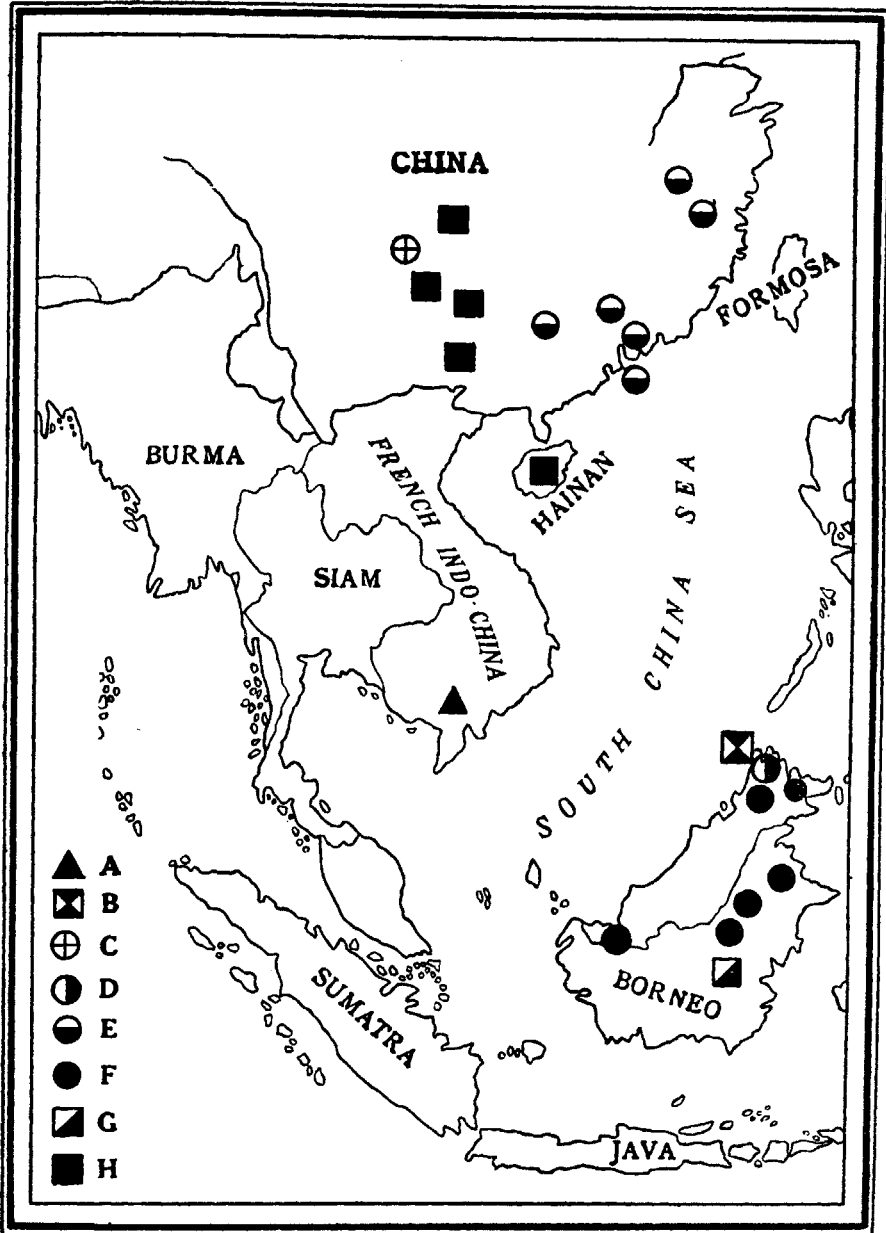 CHINA
FORMOSA
BURMA
FRENCH INDO-CHINA
HAINAN
SIAM
SOUTH CHINA SEA
A
B
C
D
E
F
G
H
SUMATRA
BORNEO
JAVA